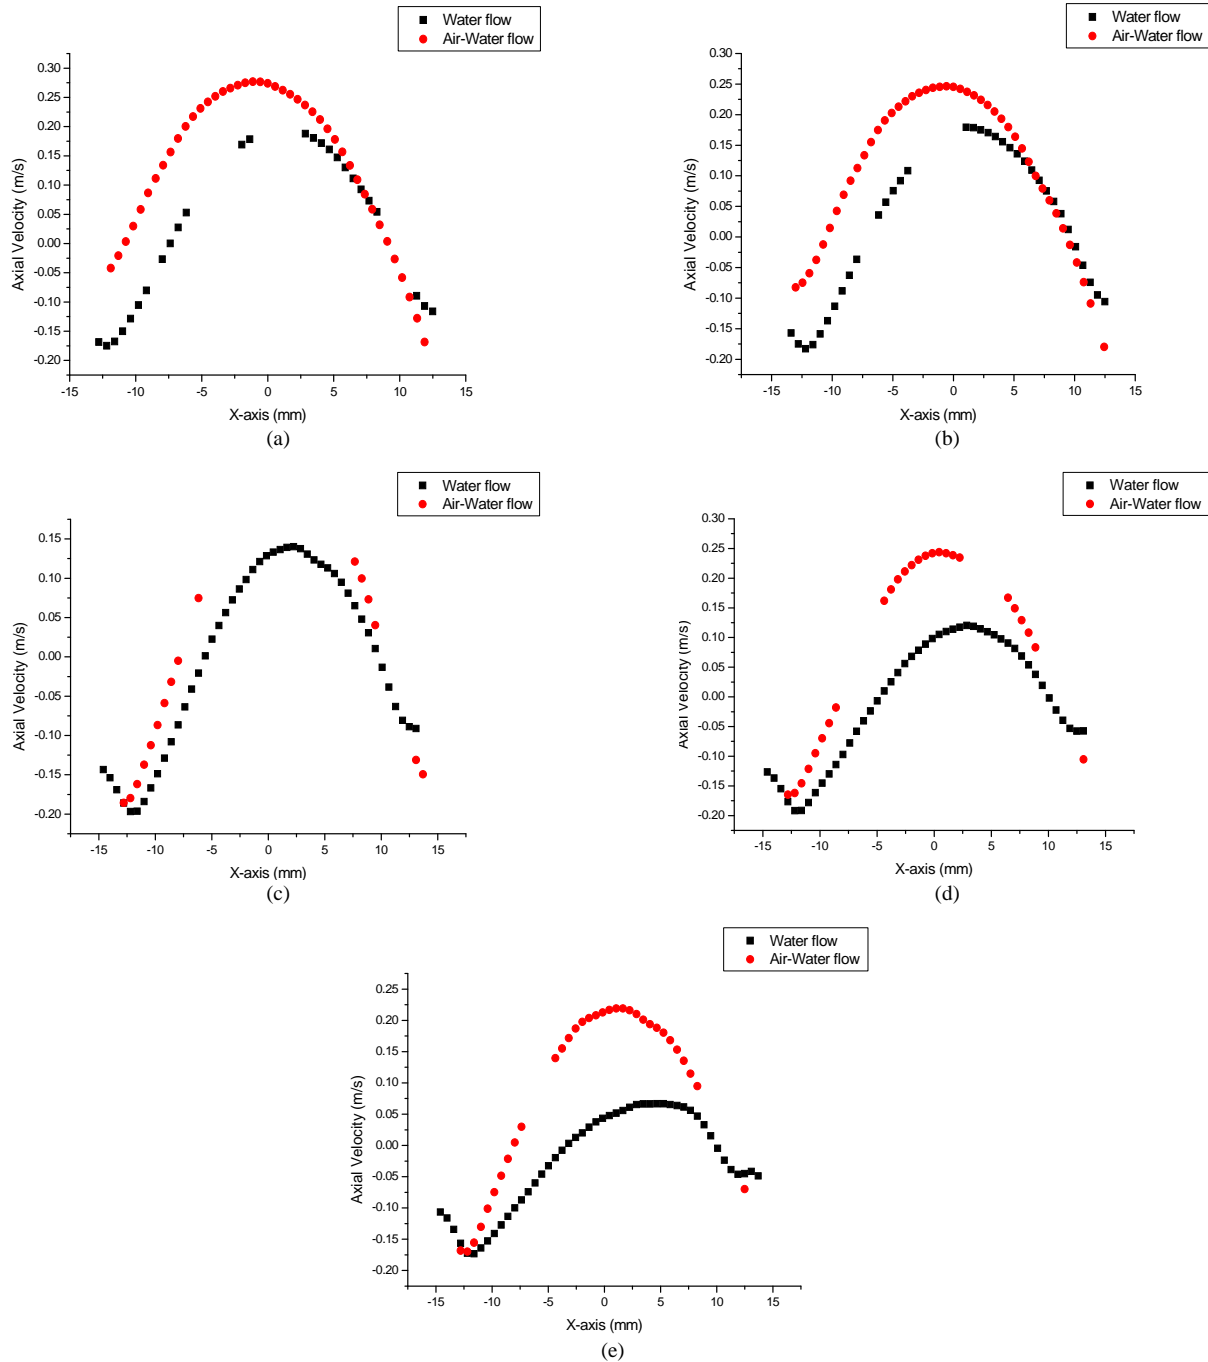 Water flow
Air-Water flow
0.30
0.25
0.20
0.15
0.10
0.05
0.00
-0.05
-0.10
-0.15
-0.20
Axial Velocity (m/s)
-15 -10 -5 0 5 10 15
X-axis (mm)
(a)
Water flow
Air-Water flow
0.30
0.25
0.20
0.15
0.10
0.05
0.00
-0.05
-0.10
-0.15
-0.20
Axial Velocity (m/s)
-15 -10 -5 0 5 10 15
X-axis (mm)
(b)
Water flow
Air-Water flow
0.15
0.10
0.05
0.00
-0.05
-0.10
-0.15
-0.20
Axial Velocity (m/s)
-15 -10 -5 0 5 10 15
X-axis (mm)
(c)
Water flow
Air-Water flow
0.30
0.25
0.20
0.15
0.10
0.05
0.00
-0.05
-0.10
-0.15
-0.20
Axial Velocity (m/s)
-15 -10 -5 0 5 10 15
X-axis (mm)
(d)
Water flow
Air-Water flow
0.25
0.20
0.15
0.10
0.05
0.00
-0.05
-0.10
-0.15
-0.20
Axial Velocity (m/s)
-15 -10 -5 0 5 10 15
X-axis (mm)
(e)